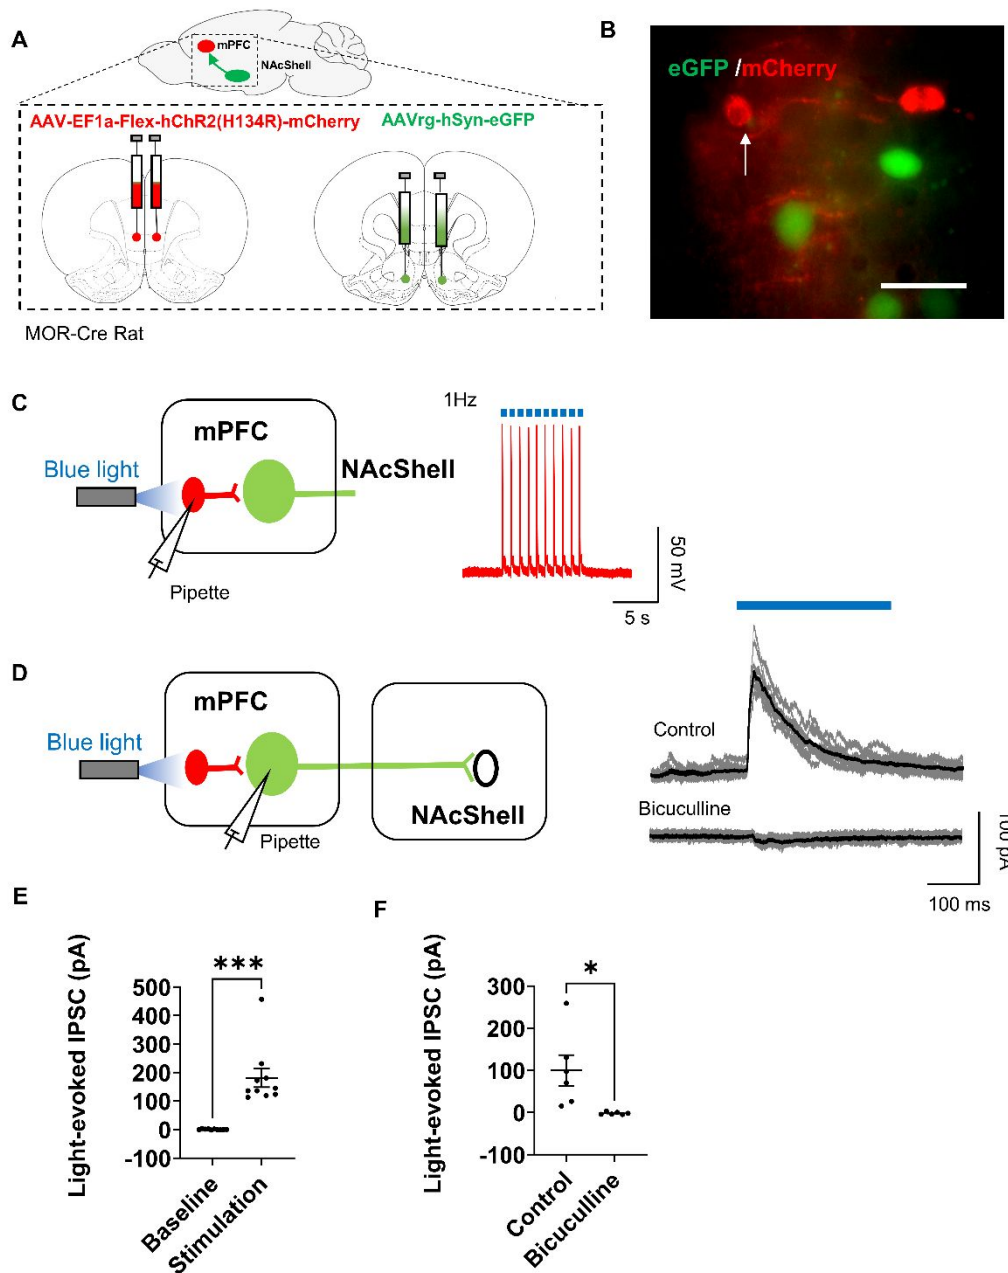 A
mPFC
NAcShell
AAV-EF1a-Flex-hChR2(H134R)-mCherry
AAVrg-hSyn-eGFP
MOR-Cre Rat
B
eGFP /mCherry
C
mPFC
Blue light
NAcShell
Pipette
1Hz
50 mV
5 s
D
mPFC
Blue light
NAcShell
Pipette
Control
Bicuculline
100 pA
100 ms
E
Light-evoked IPSC (pA)
***
500
400
300
200
100
0
-100
Baseline
Stimulation
F
Light-evoked IPSC (pA)
*
300
200
100
0
-100
Control
Bicuculline